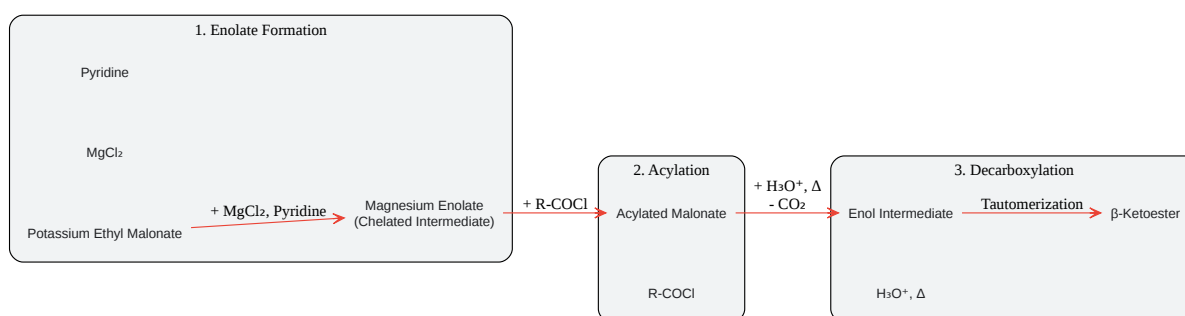 1. Enolate Formation
Pyridine
MgCl₂
+ MgCl₂, Pyridine
Potassium Ethyl Malonate
Magnesium Enolate
(Chelated Intermediate)
+ R-COCl
2. Acylation
Acylated Malonate
R-COCl
+ H₃O⁺, Δ
- CO₂
3. Decarboxylation
Enol Intermediate
Tautomerization
β-Ketoester
H₃O⁺, Δ